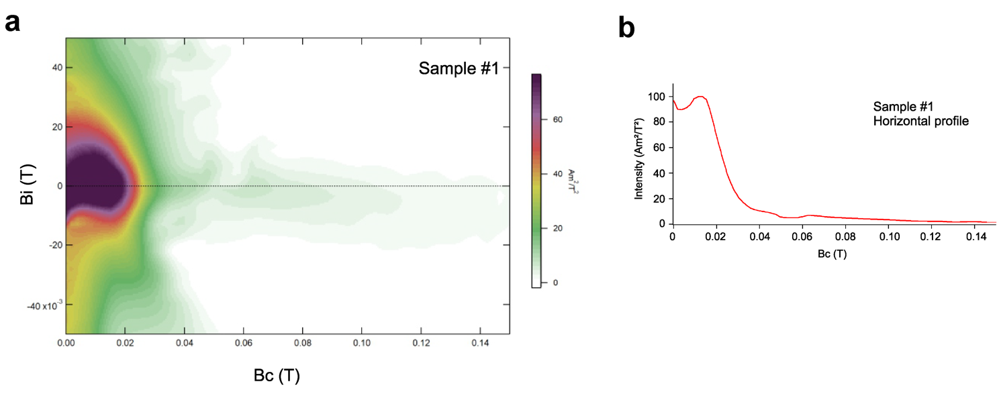 a
Sample #1
40
20
0
-20
-40 x10-3
Bi (T)
0.00 0.02 0.04 0.06 0.08 0.10 0.12 0.14
Bc (T)
60
40
20
0
Am2/T2
b
Sample #1
Horizontal profile
100
80
60
40
20
0
Intensity (Am²/T²)
0 0.02 0.04 0.06 0.08 0.10 0.12 0.14
Bc (T)